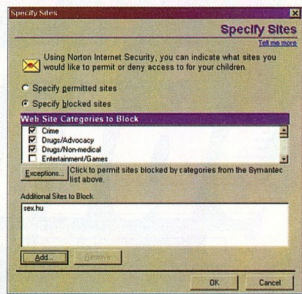 Specify Sites
Specify Sites
Tell me more
Using Norton Internet Security, you can indicate what sites you
would like to permit or deny access to for your children.
Specify permitted sites
Specify blocked sites
Web Site Categories to Block
Crime
Drugs/Advocacy
Drugs/Non-medical
Entertainment/Games
Exceptions... Click to permit sites blocked by categories from the Symantec
list above.
Additional Sites to Block:
sex.hu
Add... Remove
OK Cancel